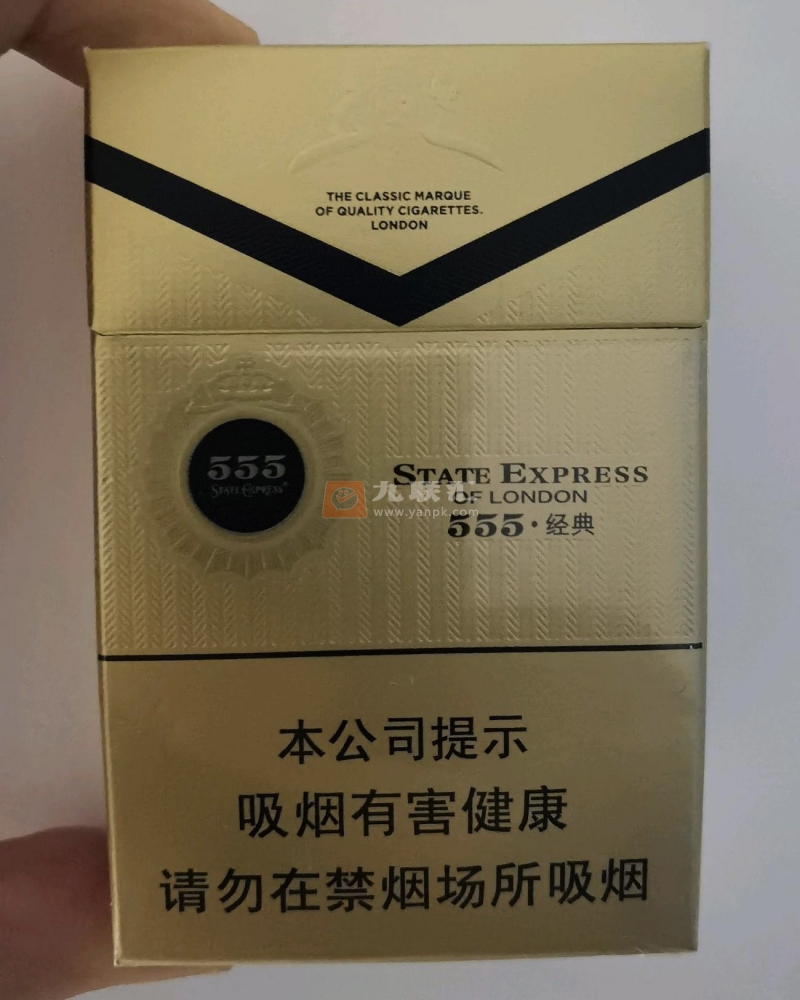 THE CLASSIC MARQUE
OF QUALITY CIGARETTES.
LONDON
555
STATE EXPRESS
STATE EXPRESS
OF LONDON
555·经典
九联汇
www.yanpk.com
本公司提示
吸烟有害健康
请勿在禁烟场所吸烟